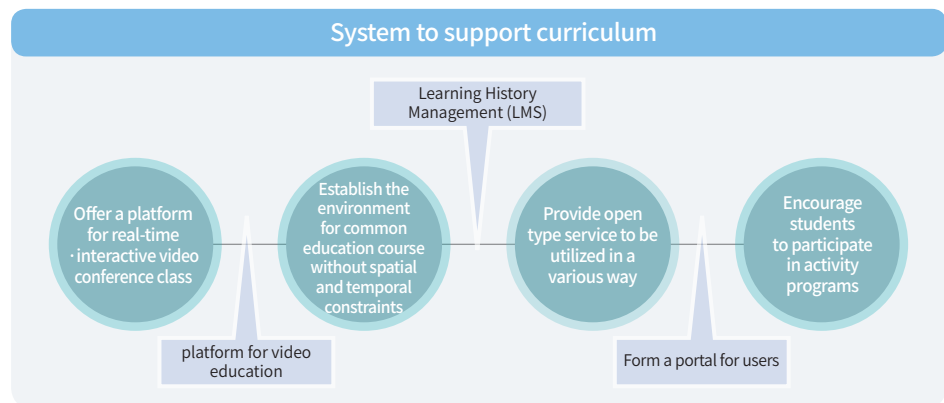 System to support curriculum
Learning History
Management (LMS)
Offer a platform
for real-time
· interactive video
conference class
Establish the
environment
for common
education course
without spatial
and temporal
constraints
Provide open
type service to be
utilized in a
various way
Encourage
students
to participate
in activity
programs
platform for video
education
Form a portal for users